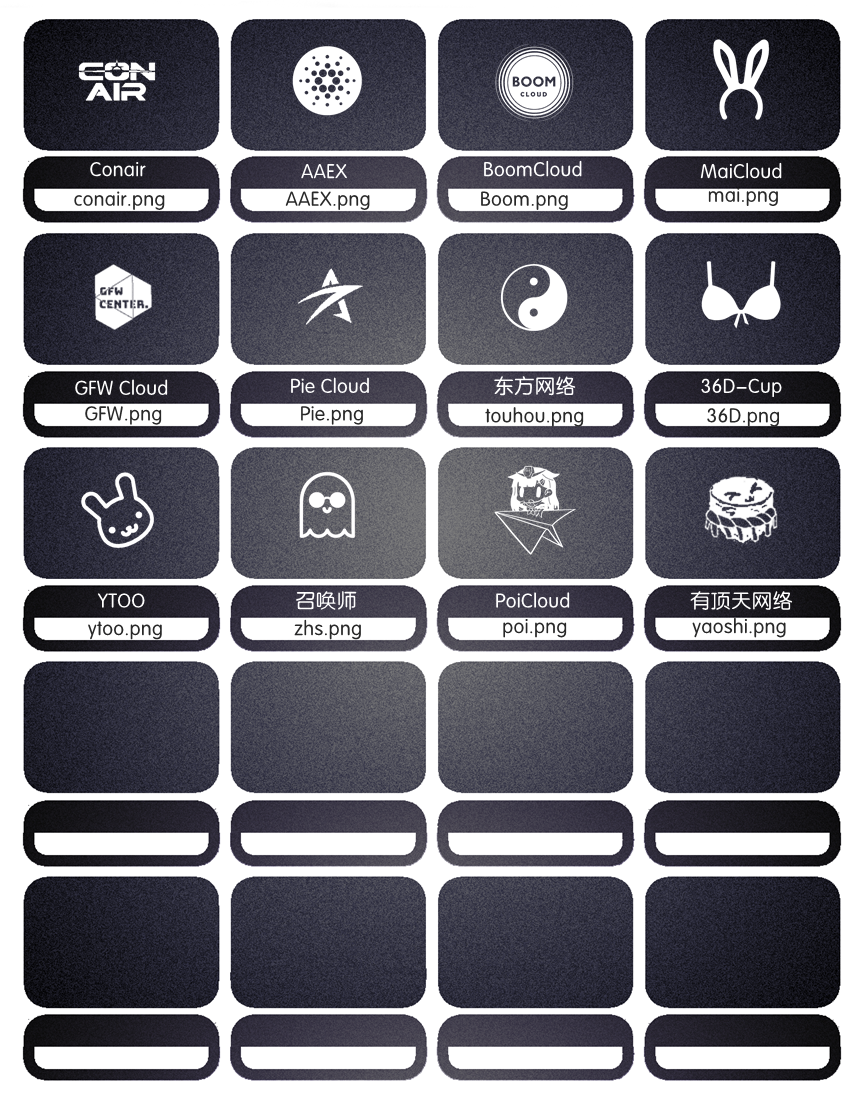 CON
AIR
BOOM
CLOUD
Conair
AAEX
BoomCloud
MaiCloud
conair.png
AAEX.png
Boom.png
mai.png
GFW
CENTER.
GFW Cloud
Pie Cloud
东方网络
36D-Cup
GFW.png
Pie.png
touhou.png
36D.png
YTOO
召唤师
PoiCloud
有顶天网络
ytoo.png
zhs.png
poi.png
yaoshi.png